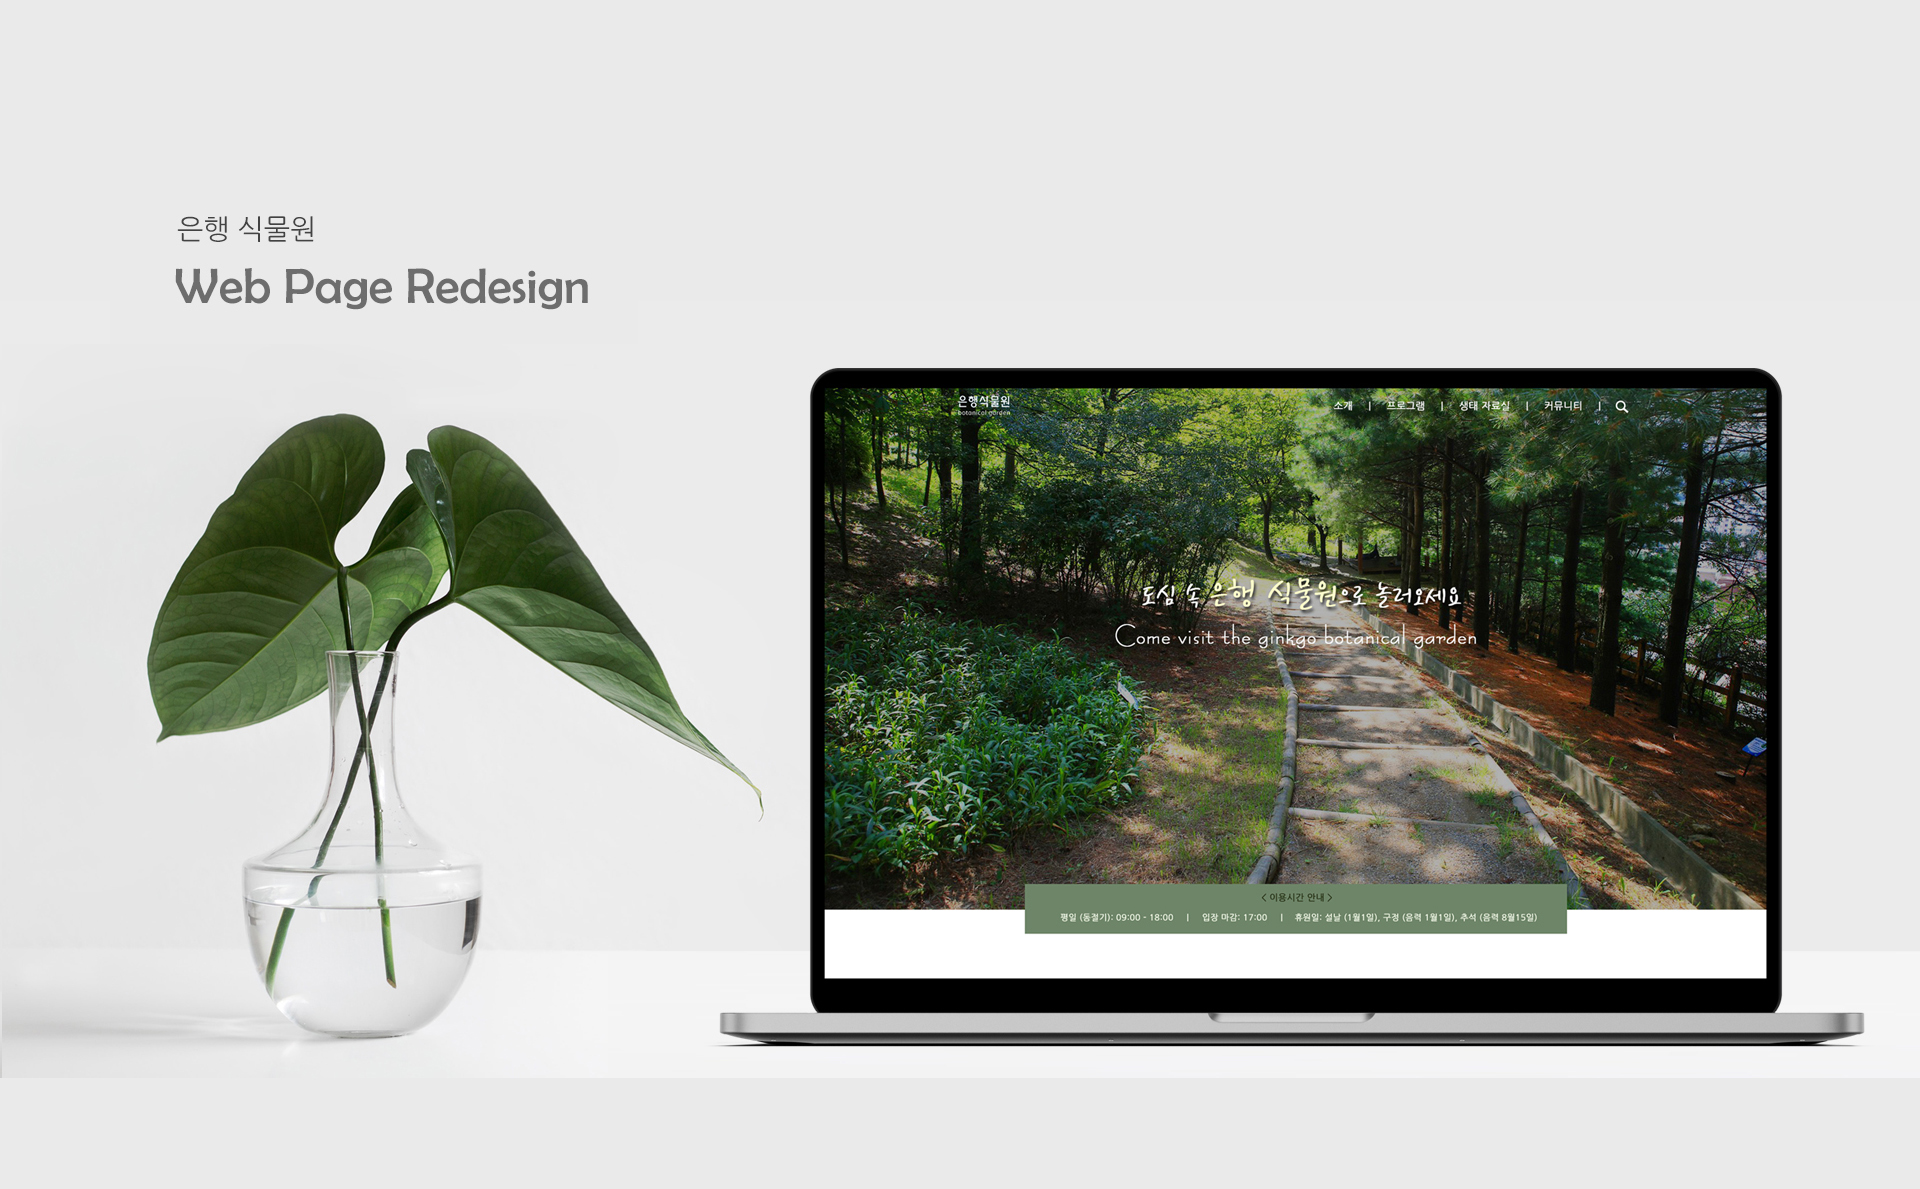 은행 식물원
Web Page Redesign
은행식물원
botanical garden
소개 | 프로그램 | 생태 자료실 | 커뮤니티 |
도심 속 은행 식물원으로 놀러오세요
Come visit the ginkgo botanical garden
< 이용시간 안내 >
평일 (동절기): 09:00 - 18:00 | 입장 마감: 17:00 | 휴원일: 설날 (1월1일), 구정 (음력 1월1일), 추석 (음력 8월15일)